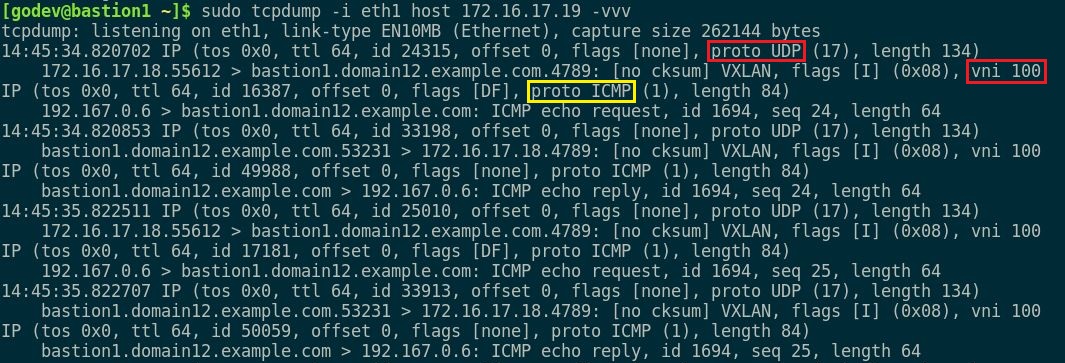 [godev@bastion1 ~]$ sudo tcpdump -i eth1 host 172.16.17.19 -vvv
tcpdump: listening on eth1, link-type EN10MB (Ethernet), capture size 262144 bytes
14:45:34.820702 IP (tos 0x0, ttl 64, id 24315, offset 0, flags [none], proto UDP (17), length 134)
    172.16.17.18.55612 > bastion1.domain12.example.com.4789: [no cksum] VXLAN, flags [I] (0x08), vni 100
IP (tos 0x0, ttl 64, id 16387, offset 0, flags [DF], proto ICMP (1), length 84)
    192.167.0.6 > bastion1.domain12.example.com: ICMP echo request, id 1694, seq 24, length 64
14:45:34.820853 IP (tos 0x0, ttl 64, id 33198, offset 0, flags [none], proto UDP (17), length 134)
    bastion1.domain12.example.com.53231 > 172.16.17.18.4789: [no cksum] VXLAN, flags [I] (0x08), vni 100
IP (tos 0x0, ttl 64, id 49988, offset 0, flags [none], proto ICMP (1), length 84)
    bastion1.domain12.example.com > 192.167.0.6: ICMP echo reply, id 1694, seq 24, length 64
14:45:35.822511 IP (tos 0x0, ttl 64, id 25010, offset 0, flags [none], proto UDP (17), length 134)
    172.16.17.18.55612 > bastion1.domain12.example.com.4789: [no cksum] VXLAN, flags [I] (0x08), vni 100
IP (tos 0x0, ttl 64, id 17181, offset 0, flags [DF], proto ICMP (1), length 84)
    192.167.0.6 > bastion1.domain12.example.com: ICMP echo request, id 1694, seq 25, length 64
14:45:35.822707 IP (tos 0x0, ttl 64, id 33913, offset 0, flags [none], proto UDP (17), length 134)
    bastion1.domain12.example.com.53231 > 172.16.17.18.4789: [no cksum] VXLAN, flags [I] (0x08), vni 100
IP (tos 0x0, ttl 64, id 50059, offset 0, flags [none], proto ICMP (1), length 84)
    bastion1.domain12.example.com > 192.167.0.6: ICMP echo reply, id 1694, seq 25, length 64